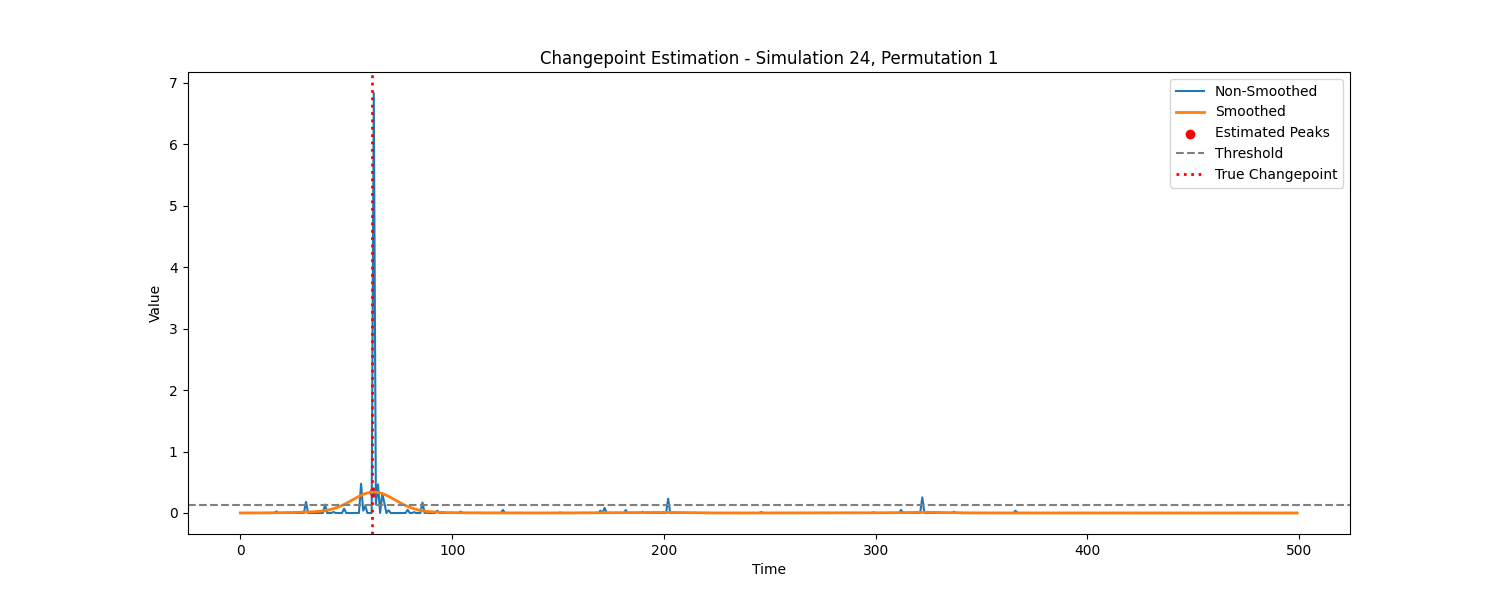 Changepoint Estimation - Simulation 24, Permutation 1
7
6
5
4
3
2
1
0
Value
Non-Smoothed
Smoothed
Estimated Peaks
Threshold
True Changepoint
0 100 200 300 400 500
Time